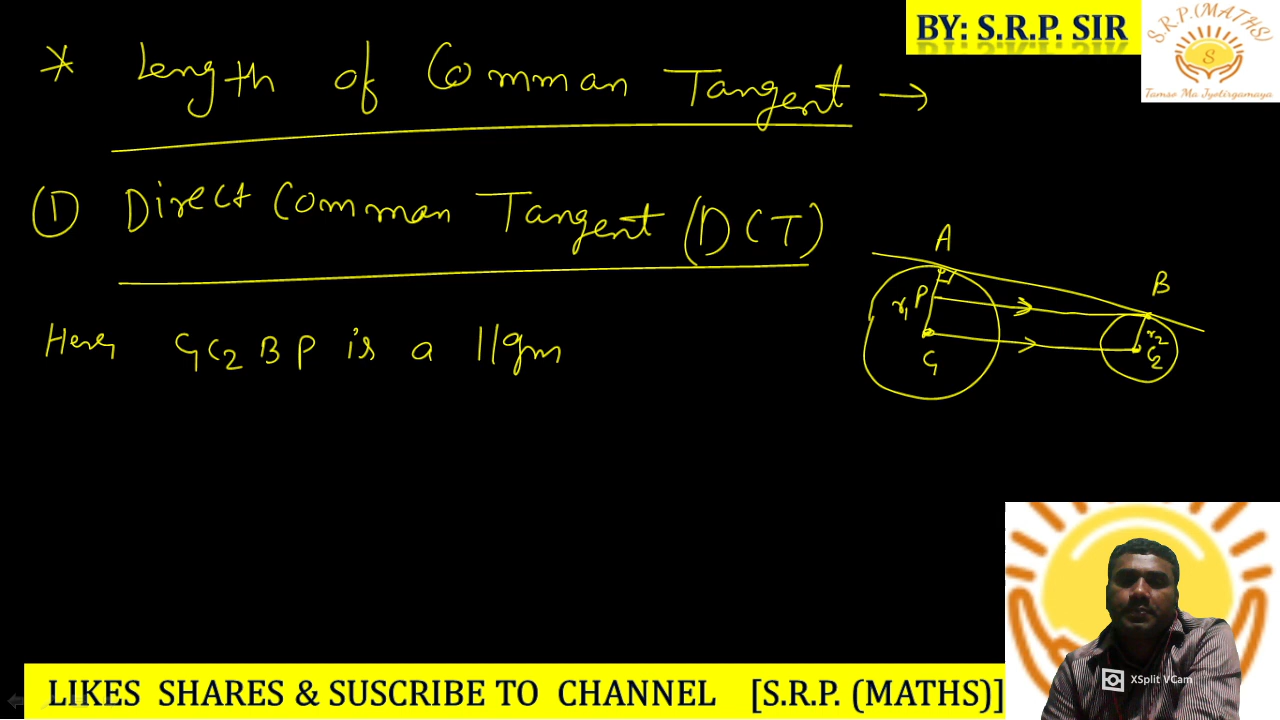 BY: S.R.P. SIR
S.R.P.(MATHS)
S
Tamso Ma Jyotirgamaya
* Length of Comman Tangent →
① Direct Comman Tangent (DCT)
A
B
P
r₁
r₂
C₁
C₂
Here, C₁C₂BP is a ||gm
XSplit VCam
LIKES SHARES & SUSCRIBE TO CHANNEL [S.R.P. (MATHS)]